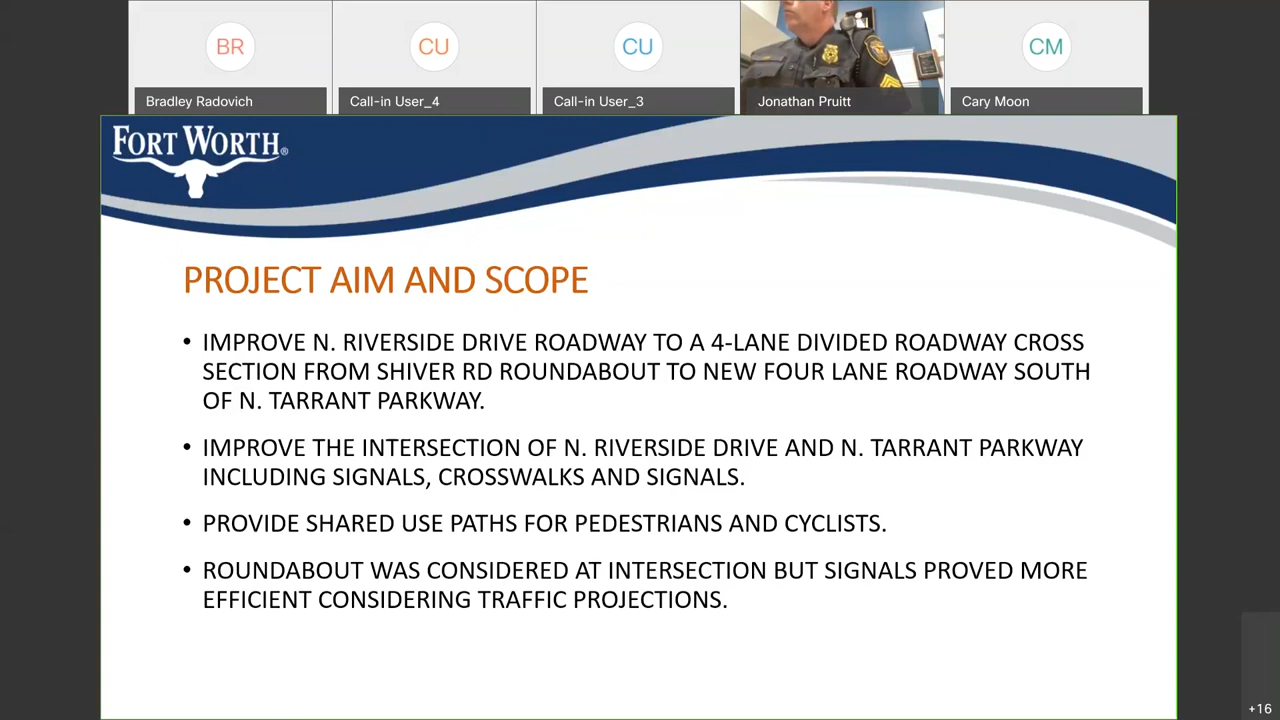 BR
CU
CU
CM
Bradley Radovich
Call-in User_4
Call-in User_3
Jonathan Pruitt
Cary Moon
FORT WORTH®
PROJECT AIM AND SCOPE
• IMPROVE N. RIVERSIDE DRIVE ROADWAY TO A 4-LANE DIVIDED ROADWAY CROSS
SECTION FROM SHIVER RD ROUNDABOUT TO NEW FOUR LANE ROADWAY SOUTH
OF N. TARRANT PARKWAY.
• IMPROVE THE INTERSECTION OF N. RIVERSIDE DRIVE AND N. TARRANT PARKWAY
INCLUDING SIGNALS, CROSSWALKS AND SIGNALS.
• PROVIDE SHARED USE PATHS FOR PEDESTRIANS AND CYCLISTS.
• ROUNDABOUT WAS CONSIDERED AT INTERSECTION BUT SIGNALS PROVED MORE
EFFICIENT CONSIDERING TRAFFIC PROJECTIONS.
+16